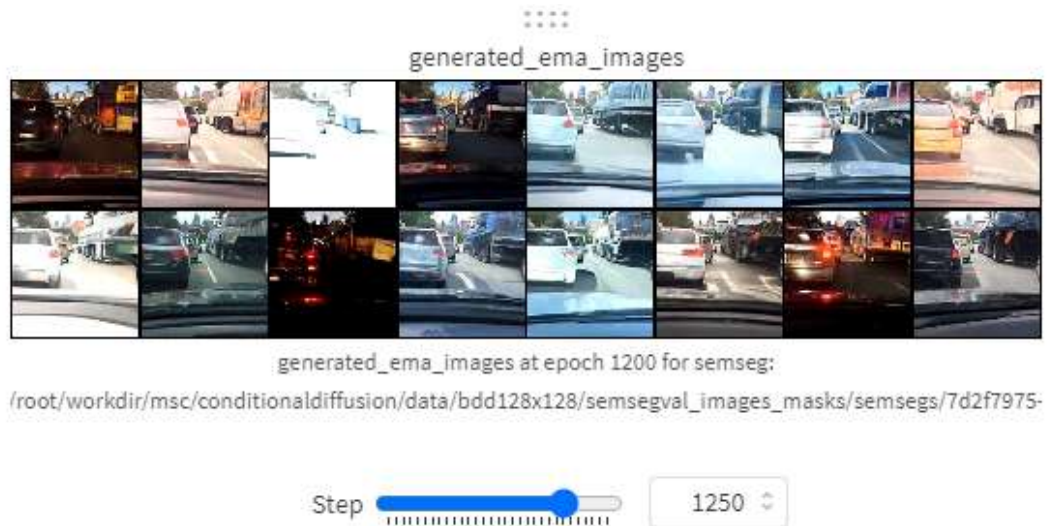 generated_ema_images
generated_ema_images at epoch 1200 for semseg:
/root/workdir/msc/conditionaldiffusion/data/bdd128x128/semsegval_images_masks/semsegs/7d2f7975-
Step 1250